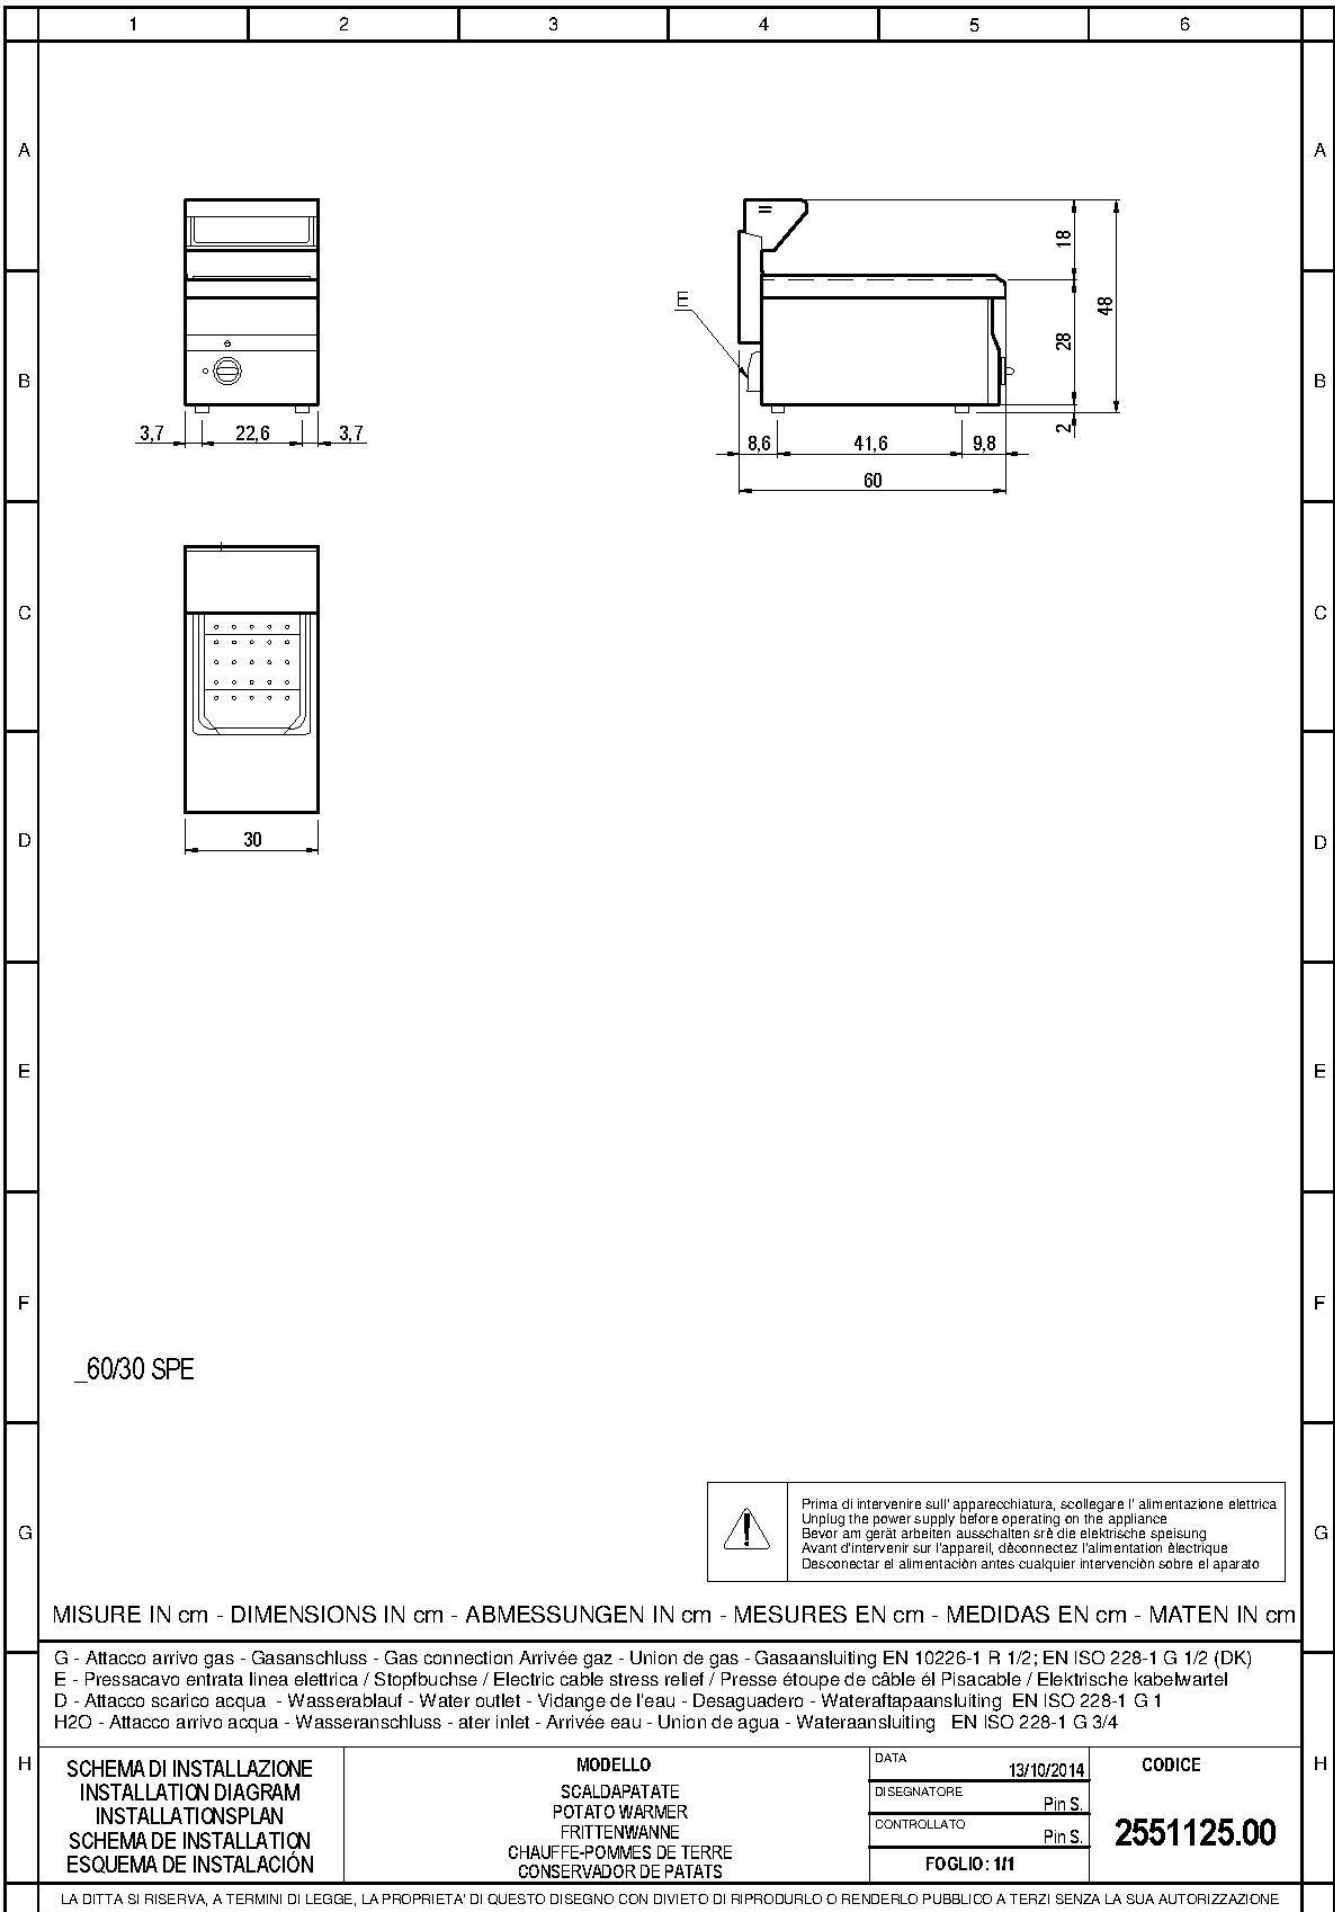 1 2 3 4 5 6
A A
18
E
48
28
B B
3,7 22,6 3,7
2
8,6 41,6 9,8
60
C C
D D
30
E E
F F
_60/30 SPE
Prima di intervenire sull' apparecchiatura, scollegare l' alimentazione elettrica
Unplug the power supply before operating on the appliance
Bevor am gerät arbeiten ausschalten srè die elektrische speisung
Avant d'intervenir sur l'appareil, dèconnectez l'alimentation èlectrique
Desconectar el alimentaciòn antes cualquier intervenciòn sobre el aparato
G G
MISURE IN cm - DIMENSIONS IN cm - ABMESSUNGEN IN cm - MESURES EN cm - MEDIDAS EN cm - MATEN IN cm
G - Attacco arrivo gas - Gasanschluss - Gas connection Arrivée gaz - Union de gas - Gasaansluiting EN 10226-1 R 1/2; EN ISO 228-1 G 1/2 (DK)
E - Pressacavo entrata linea elettrica / Stopfbuchse / Electric cable stress relief / Presse étoupe de câble él Pisacable / Elektrische kabelwartel
D - Attacco scarico acqua - Wasserablauf - Water outlet - Vidange de l'eau - Desaguadero - Wateraftapaansluiting EN ISO 228-1 G 1
H2O - Attacco arrivo acqua - Wasseranschluss - ater inlet - Arrivée eau - Union de agua - Wateraansluiting EN ISO 228-1 G 3/4
H H
SCHEMA DI INSTALLAZIONE
INSTALLATION DIAGRAM
INSTALLATIONSPLAN
SCHEMA DE INSTALLATION
ESQUEMA DE INSTALACIÓN
MODELLO
SCALDAPATATE
POTATO WARMER
FRITTENWANNE
CHAUFFE-POMMES DE TERRE
CONSERVADOR DE PATATS
DATA 13/10/2014
DISEGNATORE Pin S.
CONTROLLATO Pin S.
FOGLIO: 1/1
CODICE
2551125.00
LA DITTA SI RISERVA, A TERMINI DI LEGGE, LA PROPRIETA' DI QUESTO DISEGNO CON DIVIETO DI RIPRODURLO O RENDERLO PUBBLICO A TERZI SENZA LA SUA AUTORIZZAZIONE